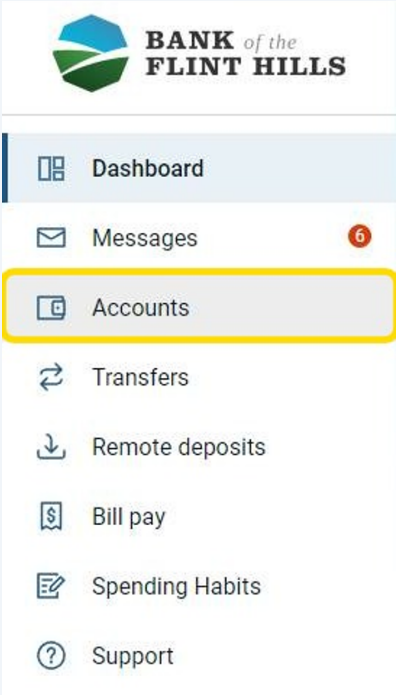 BANK of the
FLINT HILLS
Dashboard
Messages 6
Accounts
Transfers
Remote deposits
Bill pay
Spending Habits
Support